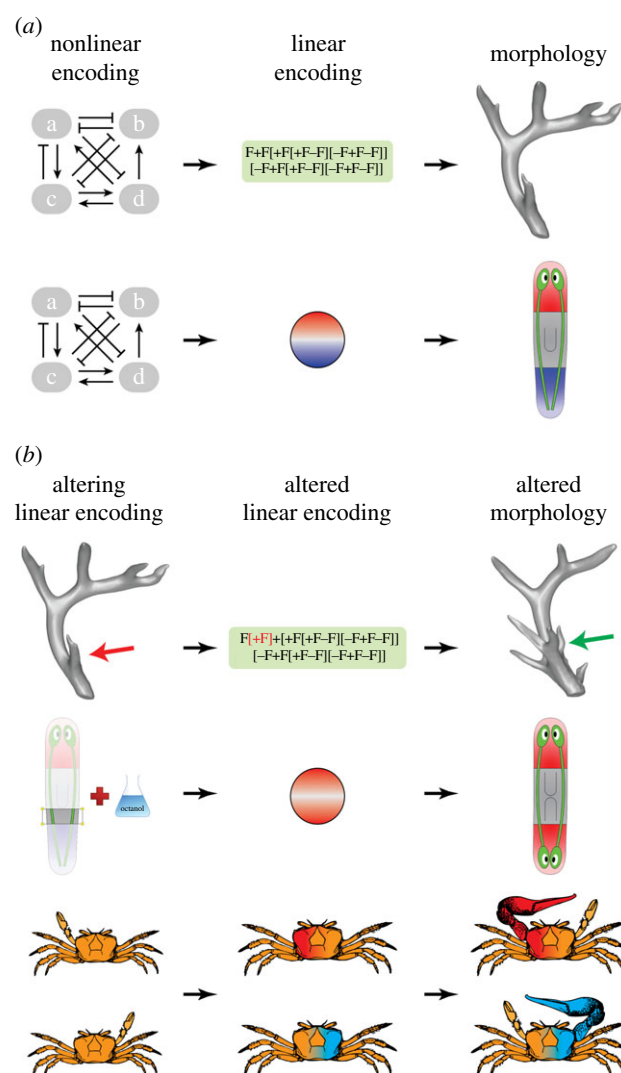 (a)
nonlinear
encoding
linear
encoding
morphology
a b
c d
F+F[+F[+F–F][–F+F–F]]
[–F+F[+F–F][–F+F–F]]
a b
c d
(b)
altering
linear encoding
altered
linear encoding
altered
morphology
F[+F]+[+F[+F–F][–F+F–F]]
[–F+F[+F–F][–F+F–F]]
octanol